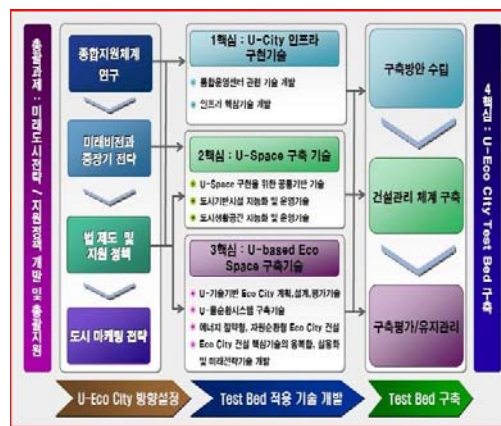 총괄과제 : 미래도시전략 / 지원정책 개발 및 총괄지원
종합지원체계
연구
미래비전과
중장기 전략
법 제도 및
지원 정책
도시 마케팅 전략
U-Eco City 방향설정
1핵심 : U-City 인프라
구현기술
통합운영센터 관련 기술 개발
인프라 핵심기술 개발
2핵심 : U-Space 구축 기술
U-Space 구현을 위한 공통기반 기술
도시기반시설 지능화 및 운영기술
도시생활공간 지능화 및 운영기술
3핵심 : U-based Eco
Space 구축기술
U-기술기반 Eco City 계획,설계,평가기술
U-물순환시스템 구축기술
에너지 절약형, 자원순환형 Eco City 건설
Eco City 건설 핵심기술의 융복합, 실용화
및 미래전략기술 개발
Test Bed 적용 기술 개발
구축방안 수립
건설관리 체계 구축
구축평가/유지관리
Test Bed 구축
4핵심 : U-Eco City Test Bed 구축